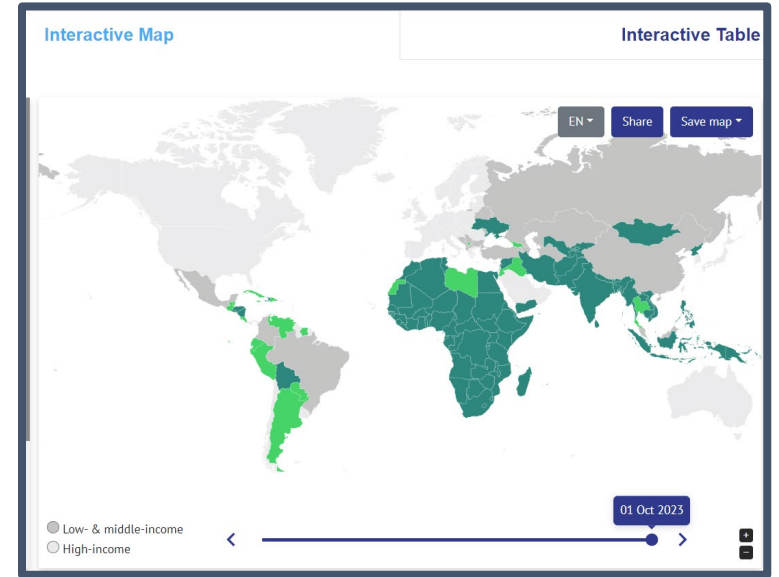 Interactive Map
Interactive Table
EN
Share
Save map
01 Oct 2023
Low- & middle-income
High-income
+
-